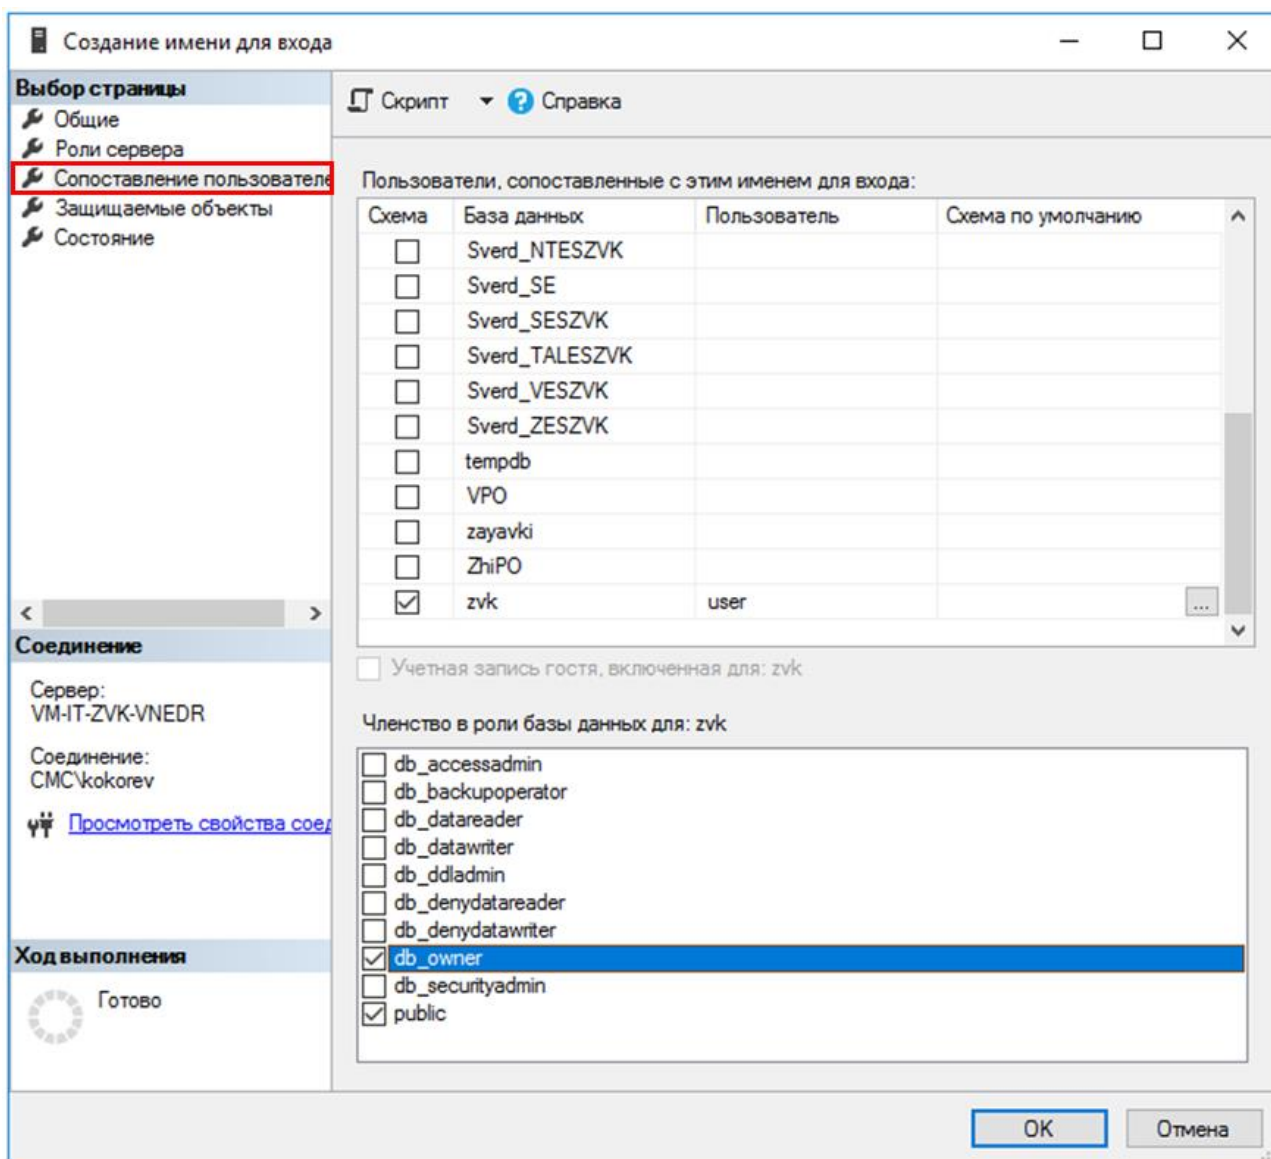 Создание имени для входа
Выбор страницы
Общие
Роли сервера
Сопоставление пользователе
Защищаемые объекты
Состояние
Скрипт
Справка
Пользователи, сопоставленные с этим именем для входа:
Схема База данных Пользователь Схема по умолчанию
Sverd_NTESZVK
Sverd_SE
Sverd_SESZVK
Sverd_TALESZVK
Sverd_VESZVK
Sverd_ZESZVK
tempdb
VPO
zayavki
ZhiPO
zvk user ...
Учетная запись гостя, включенная для: zvk
Членство в роли базы данных для: zvk
db_accessadmin
db_backupoperator
db_datareader
db_datawriter
db_ddladmin
db_denydatareader
db_denydatawriter
db_owner
db_securityadmin
public
Соединение
Сервер:
VM-IT-ZVK-VNEDR
Соединение:
CMC\kokorev
Просмотреть свойства соед
Ход выполнения
Готово
OK
Отмена